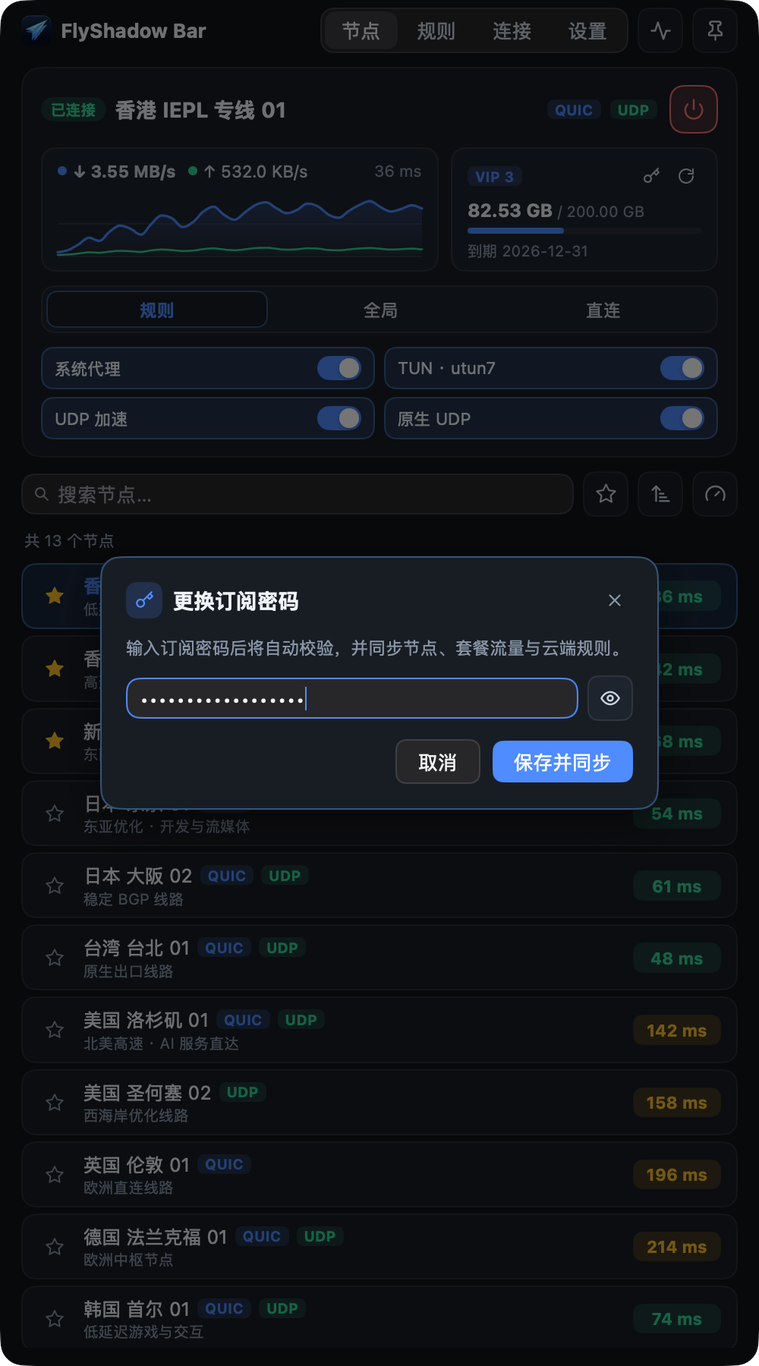 FlyShadow Bar 节点 规则 连接 设置
已连接 香港 IEPL 专线 01 QUIC UDP
↓ 3.55 MB/s ↑ 532.0 KB/s 36 ms
VIP 3
82.53 GB / 200.00 GB
到期 2026-12-31
规则 全局 直连
系统代理 TUN · utun7
UDP 加速 原生 UDP
搜索节点...
共 13 个节点
更换订阅密码
输入订阅密码后将自动校验，并同步节点、套餐流量与云端规则。
•••••••••••••••••••
取消 保存并同步
54 ms
东亚优化 · 开发与流媒体
日本 大阪 02 QUIC UDP 61 ms
稳定 BGP 线路
台湾 台北 01 QUIC UDP 48 ms
原生出口线路
美国 洛杉矶 01 QUIC UDP 142 ms
北美高速 · AI 服务直达
美国 圣何塞 02 UDP 158 ms
西海岸优化线路
英国 伦敦 01 QUIC 196 ms
欧洲直连线路
德国 法兰克福 01 QUIC UDP 214 ms
欧洲中枢节点
韩国 首尔 01 QUIC UDP 74 ms
低延迟游戏与交互